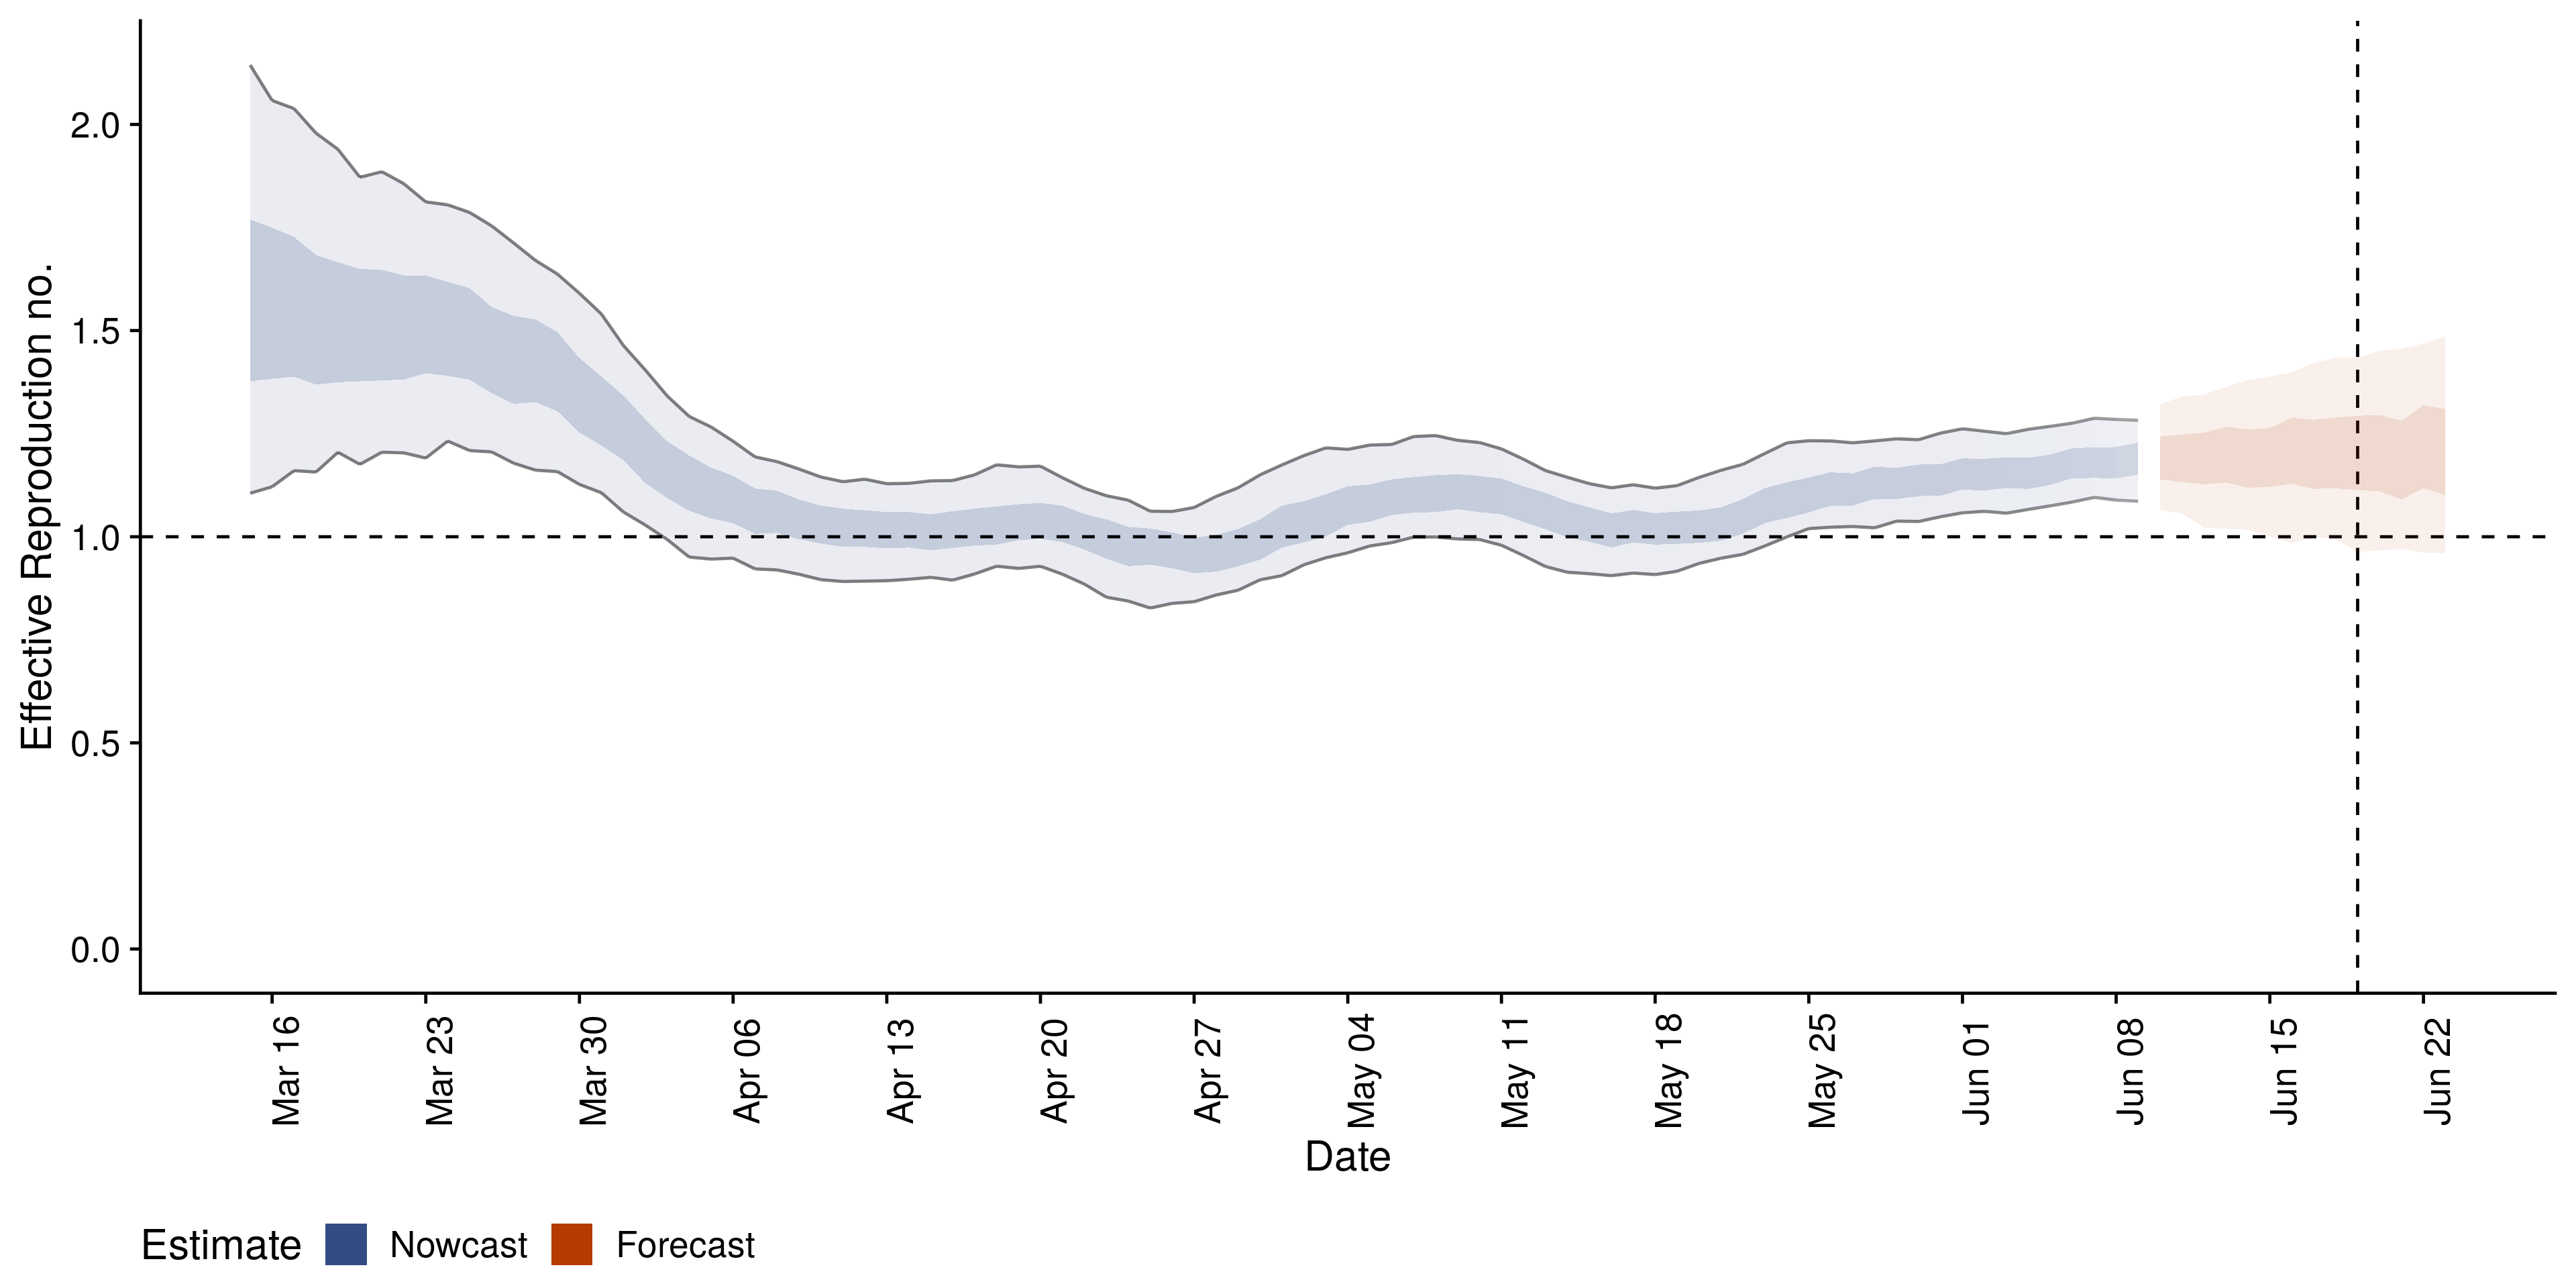 Effective Reproduction no.
2.0
1.5
1.0
0.5
0.0
Mar 16
Mar 23
Mar 30
Apr 06
Apr 13
Apr 20
Apr 27
May 04
May 11
May 18
May 25
Jun 01
Jun 08
Jun 15
Jun 22
Date
Estimate Nowcast Forecast